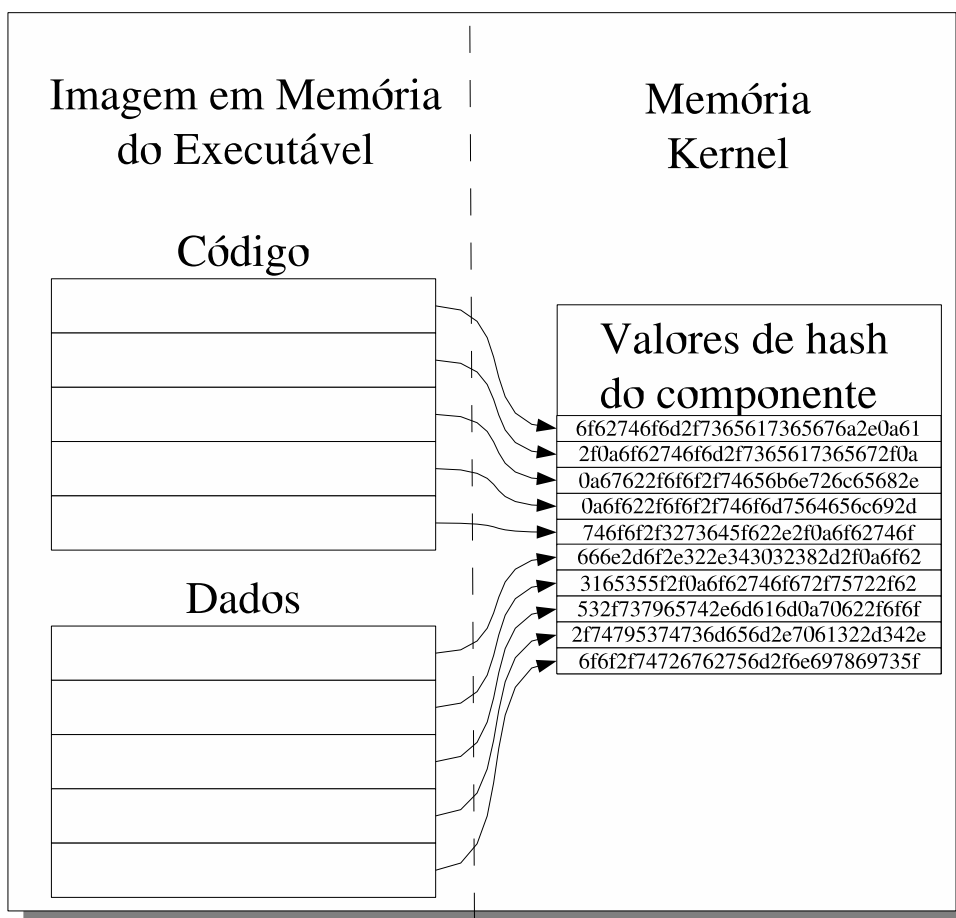 Imagem em Memória
do Executável
Código
Dados
Memória
Kernel
Valores de hash
do componente
6f62746f6d2f7365617365676a2e0a61
2f0a6f62746f6d2f7365617365672f0a
0a67622f6f6f2f74656b6e726c65682e
0a6f622f6f6f2f746f6d7564656c692d
746f6f2f3273645f622e2f0a6f62746f
666e2d6f2e322e343032382d2f0a6f62
3165355f2f0a6f62746f672f75722f62
532f737965742e6d616d0a70622f6f6f
2f74795374736d656d2e7061322d342e
6f6f2f74726762756d2f6e697869735f